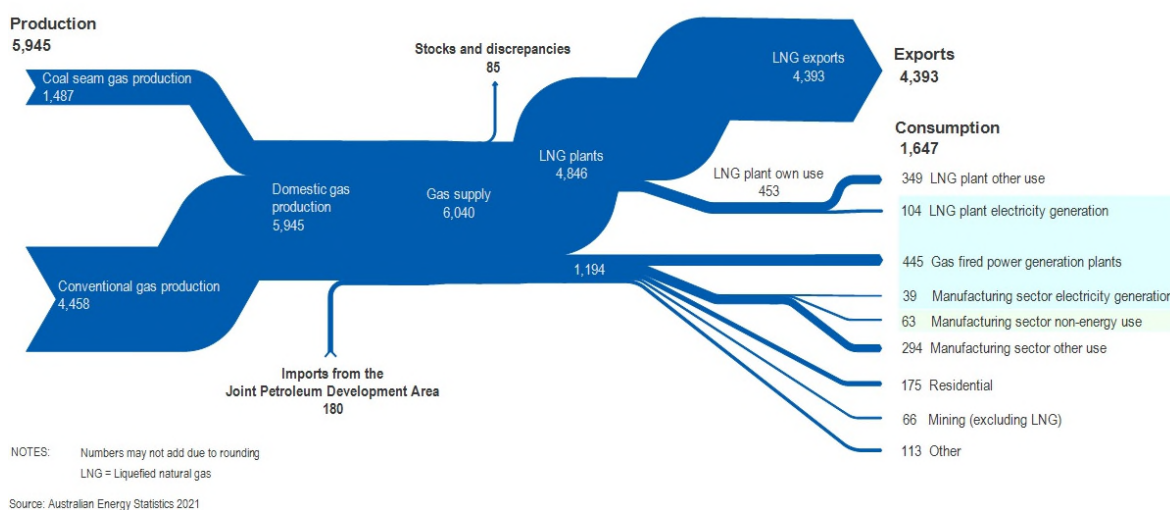 Production
5,945
Coal seam gas production
1,487
Conventional gas production
4,458
Domestic gas
production
5,945
Stocks and discrepancies
85
Imports from the
Joint Petroleum Development Area
180
Gas supply
6,040
LNG plants
4,846
1,194
LNG exports
4,393
Exports
4,393
Consumption
1,647
LNG plant own use
453
349 LNG plant other use
104 LNG plant electricity generation
445 Gas fired power generation plants
39 Manufacturing sector electricity generation
63 Manufacturing sector non-energy use
294 Manufacturing sector other use
175 Residential
66 Mining (excluding LNG)
113 Other
NOTES: Numbers may not add due to rounding
LNG = Liquefied natural gas
Source: Australian Energy Statistics 2021